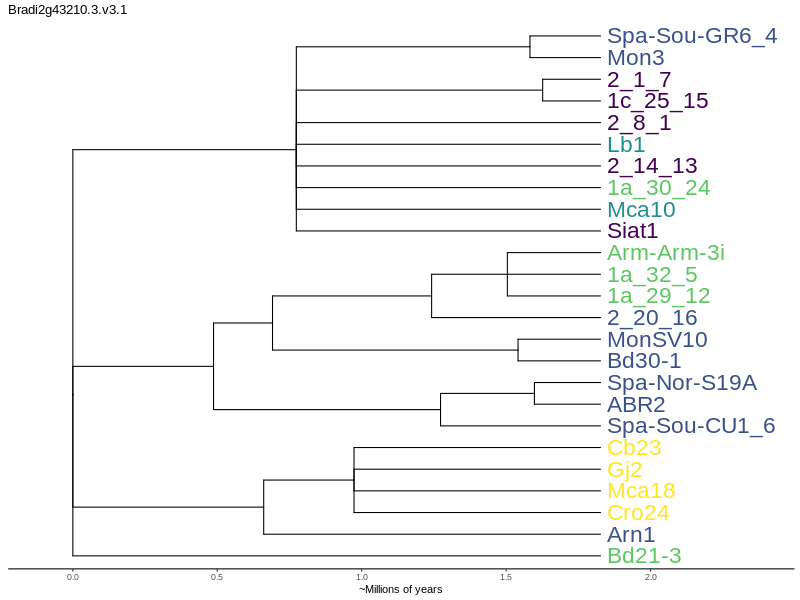 Bradi2g43210.3.v3.1
Spa-Sou-GR6_4
Mon3
2_1_7
1c_25_15
2_8_1
Lb1
2_14_13
1a_30_24
Mca10
Siat1
Arm-Arm-3i
1a_32_5
1a_29_12
2_20_16
MonSV10
Bd30-1
Spa-Nor-S19A
ABR2
Spa-Sou-CU1_6
Cb23
Gj2
Mca18
Cro24
Arn1
Bd21-3
0.0 0.5 1.0 1.5 2.0
~Millions of years